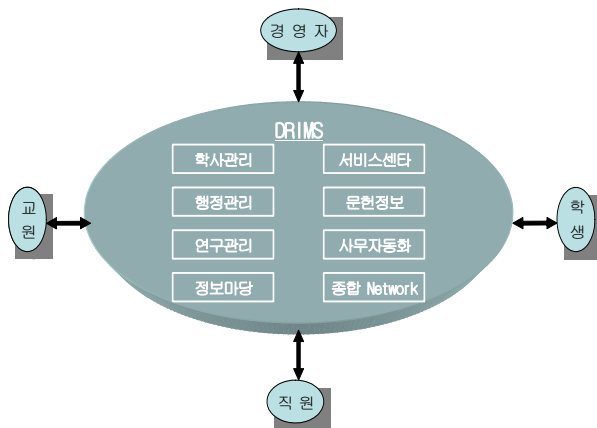 경 영 자
DRIMS
학사관리
서비스센타
행정관리
문헌정보
연구관리
사무자동화
정보마당
종합 Network
교
원
학
생
직 원